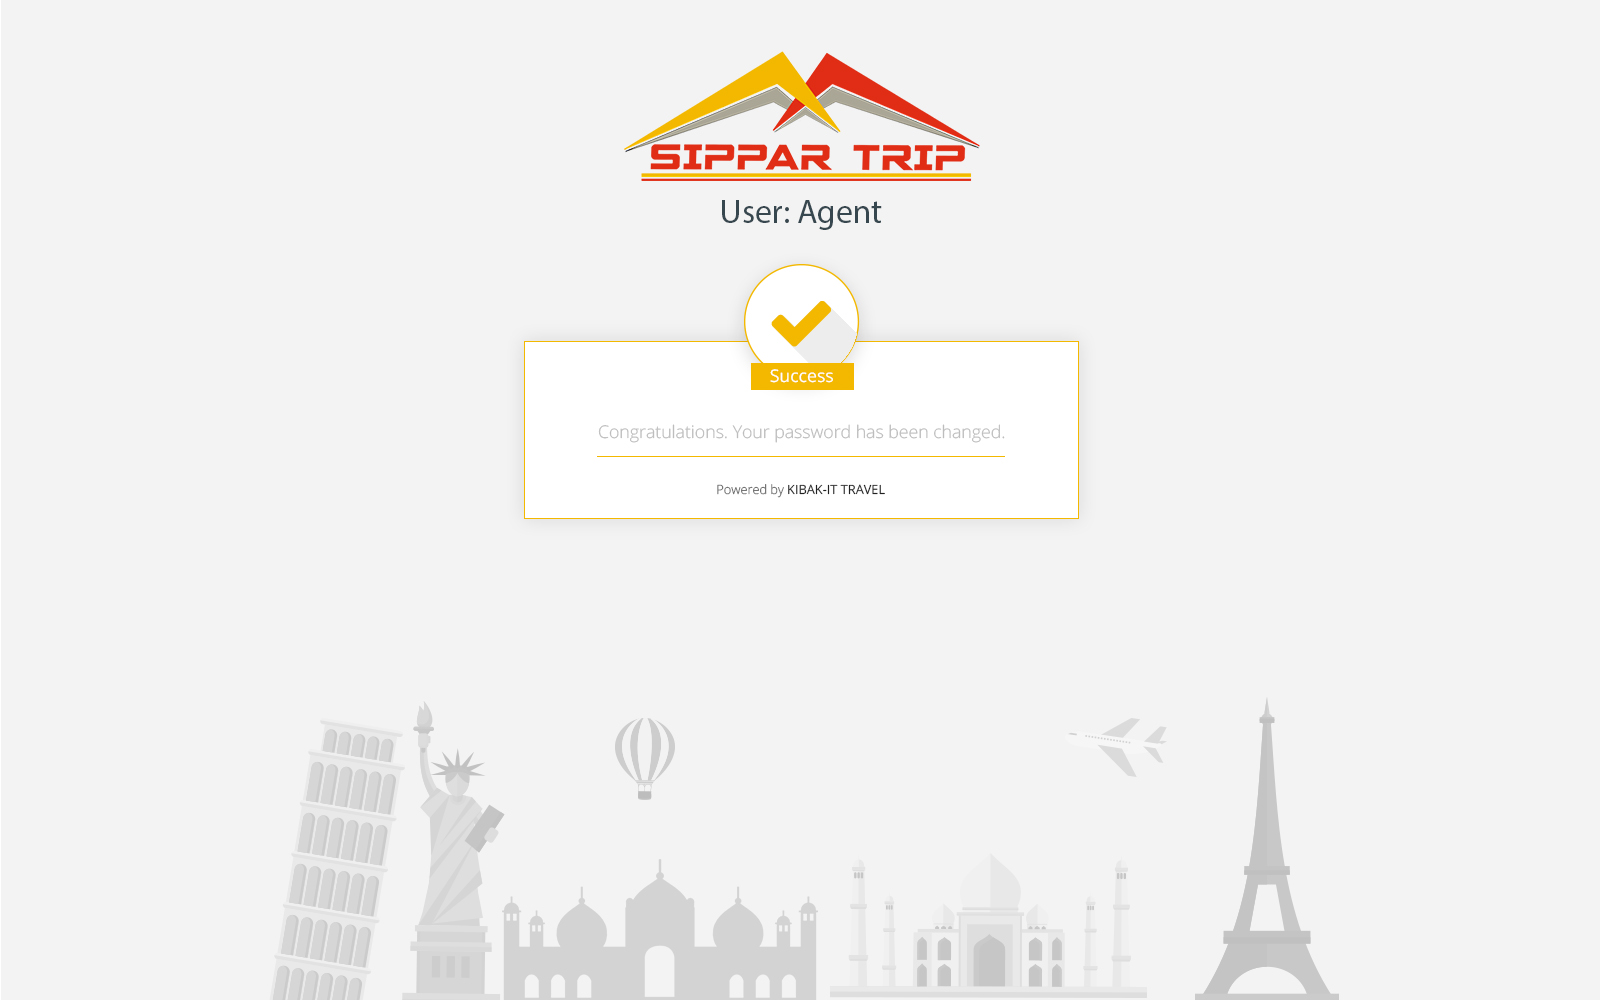 SIPPAR TRIP
User: Agent
Success
Congratulations. Your password has been changed.
Powered by KIBAK-IT TRAVEL